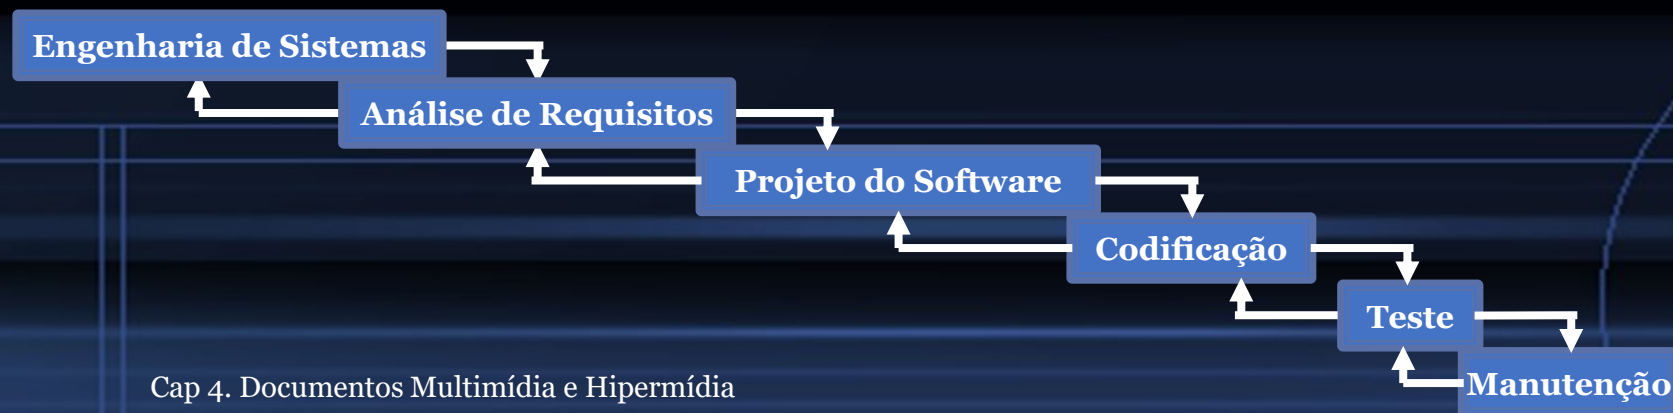 Engenharia de Sistemas
Análise de Requisitos
Projeto do Software
Codificação
Teste
Manutenção
Cap 4. Documentos Multimídia e Hipermídia